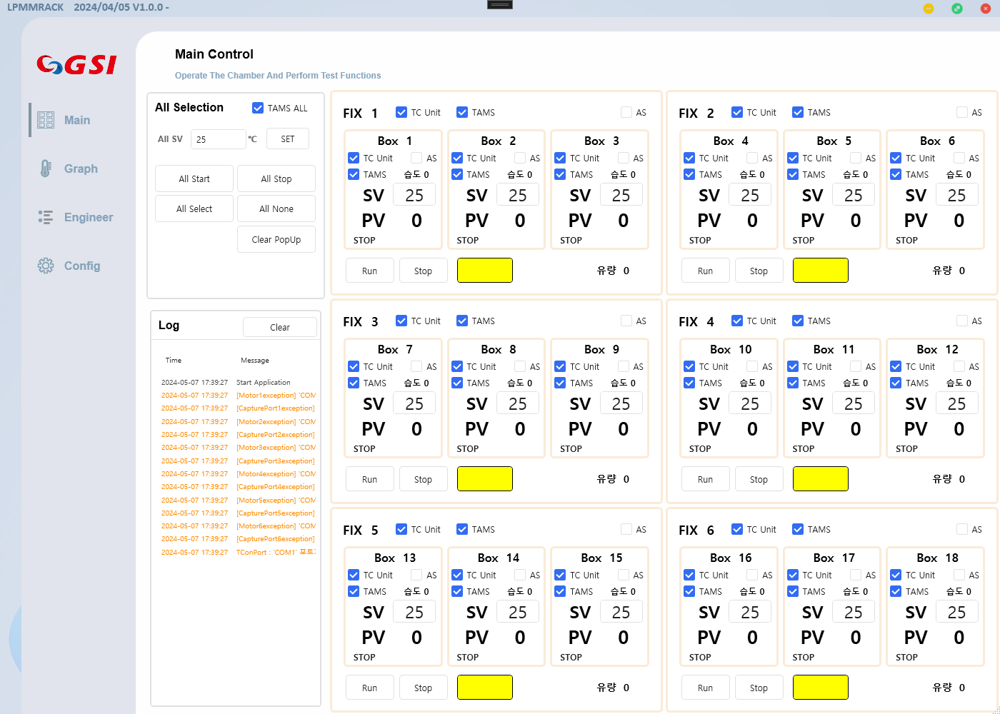 LPMMRACK 2024/04/05 V1.0.0 -
GSI
Main
Graph
Engineer
Config
Main Control
Operate The Chamber And Perform Test Functions
All Selection TAMS ALL
All SV 25 ℃ SET
All Start All Stop
All Select All None
Clear PopUp
Log Clear
Time Message
2024-05-07 17:39:27 Start Application
2024-05-07 17:39:27 [Motor1exception] 'COM
2024-05-07 17:39:27 [CapturePort1exception]
2024-05-07 17:39:27 [Motor2exception] 'COM
2024-05-07 17:39:27 [CapturePort2exception]
2024-05-07 17:39:27 [Motor3exception] 'COM
2024-05-07 17:39:27 [CapturePort3exception]
2024-05-07 17:39:27 [Motor4exception] 'COM
2024-05-07 17:39:27 [CapturePort4exception]
2024-05-07 17:39:27 [Motor5exception] 'COM
2024-05-07 17:39:27 [CapturePort5exception]
2024-05-07 17:39:27 [Motor6exception] 'COM
2024-05-07 17:39:27 [CapturePort6exception]
2024-05-07 17:39:27 TConPort : 'COM1' 포트
FIX 1 TC Unit TAMS AS
Box 1 Box 2 Box 3
TC Unit AS TC Unit AS TC Unit AS
TAMS 습도 0 TAMS 습도 0 TAMS 습도 0
SV 25 SV 25 SV 25
PV 0 PV 0 PV 0
STOP STOP STOP
Run Stop 유량 0
FIX 2 TC Unit TAMS AS
Box 4 Box 5 Box 6
TC Unit AS TC Unit AS TC Unit AS
TAMS 습도 0 TAMS 습도 0 TAMS 습도 0
SV 25 SV 25 SV 25
PV 0 PV 0 PV 0
STOP STOP STOP
Run Stop 유량 0
FIX 3 TC Unit TAMS AS
Box 7 Box 8 Box 9
TC Unit AS TC Unit AS TC Unit AS
TAMS 습도 0 TAMS 습도 0 TAMS 습도 0
SV 25 SV 25 SV 25
PV 0 PV 0 PV 0
STOP STOP STOP
Run Stop 유량 0
FIX 4 TC Unit TAMS AS
Box 10 Box 11 Box 12
TC Unit AS TC Unit AS TC Unit AS
TAMS 습도 0 TAMS 습도 0 TAMS 습도 0
SV 25 SV 25 SV 25
PV 0 PV 0 PV 0
STOP STOP STOP
Run Stop 유량 0
FIX 5 TC Unit TAMS AS
Box 13 Box 14 Box 15
TC Unit AS TC Unit AS TC Unit AS
TAMS 습도 0 TAMS 습도 0 TAMS 습도 0
SV 25 SV 25 SV 25
PV 0 PV 0 PV 0
STOP STOP STOP
Run Stop 유량 0
FIX 6 TC Unit TAMS AS
Box 16 Box 17 Box 18
TC Unit AS TC Unit AS TC Unit AS
TAMS 습도 0 TAMS 습도 0 TAMS 습도 0
SV 25 SV 25 SV 25
PV 0 PV 0 PV 0
STOP STOP STOP
Run Stop 유량 0